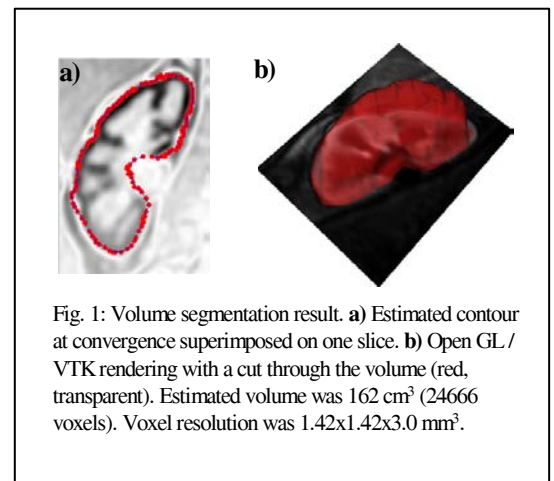 a)
b)
Fig. 1: Volume segmentation result. a) Estimated contour
at convergence superimposed on one slice. b) Open GL /
VTK rendering with a cut through the volume (red,
transparent). Estimated volume was 162 cm³ (24666
voxels). Voxel resolution was 1.42x1.42x3.0 mm³.